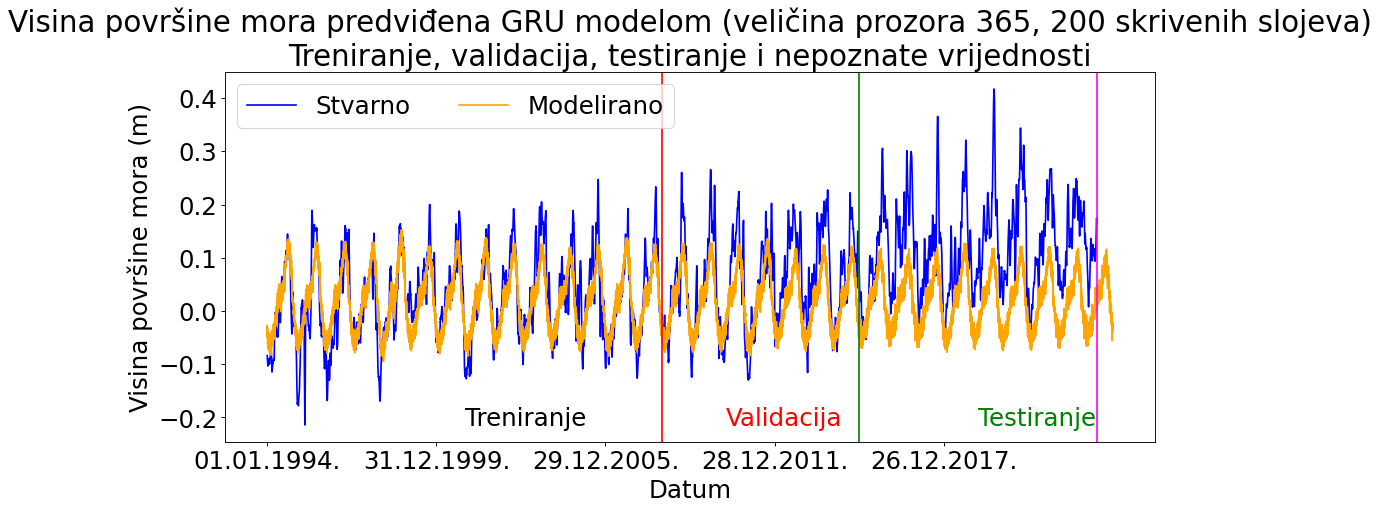 Visina površine mora predviđena GRU modelom (veličina prozora 365, 200 skrivenih slojeva)
Treniranje, validacija, testiranje i nepoznate vrijednosti
Stvarno Modelirano
Visina površine mora (m)
0.4
0.3
0.2
0.1
0.0
−0.1
−0.2
Treniranje Validacija Testiranje
01.01.1994. 31.12.1999. 29.12.2005. 28.12.2011. 26.12.2017.
Datum